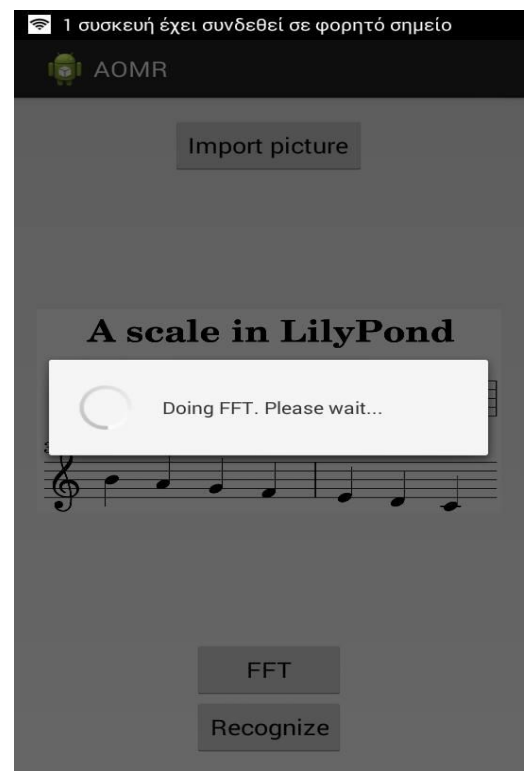 1 συσκευή έχει συνδεθεί σε φορητό σημείο
AOMR
Import picture
A scale in LilyPond
Doing FFT. Please wait...
FFT
Recognize